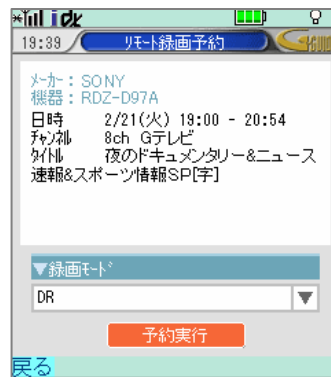 19:39 リモート録画予約 G-GUIDE
メーカー：SONY
機器：RDZ-D97A
日時 2/21(火) 19:00 - 20:54
チャンネル 8ch Gテレビ
タイトル 夜のドキュメンタリー&ニュース
速報&スポーツ情報SP[字]
▼録画モード
DR
予約実行
戻る